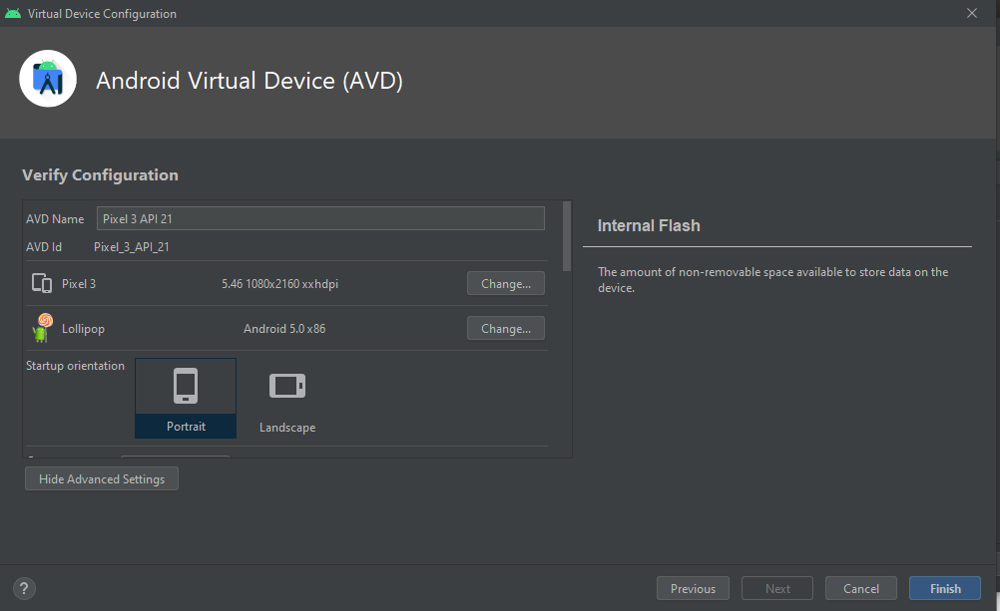 Virtual Device Configuration
Android Virtual Device (AVD)
Verify Configuration
AVD Name Pixel 3 API 21
AVD Id Pixel_3_API_21
Pixel 3 5.46 1080x2160 xxhdpi Change...
Lollipop Android 5.0 x86 Change...
Startup orientation
Portrait
Landscape
Hide Advanced Settings
Internal Flash
The amount of non-removable space available to store data on the
device.
?
Previous
Next
Cancel
Finish